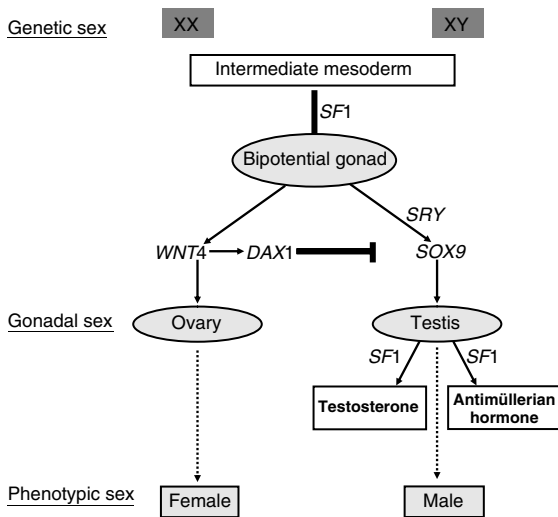 Genetic sex
XX
XY
Intermediate mesoderm
SF1
Bipotential gonad
SRY
WNT4
DAX1
SOX9
Gonadal sex
Ovary
Testis
SF1
SF1
Testosterone
Antimüllerian
hormone
Phenotypic sex
Female
Male